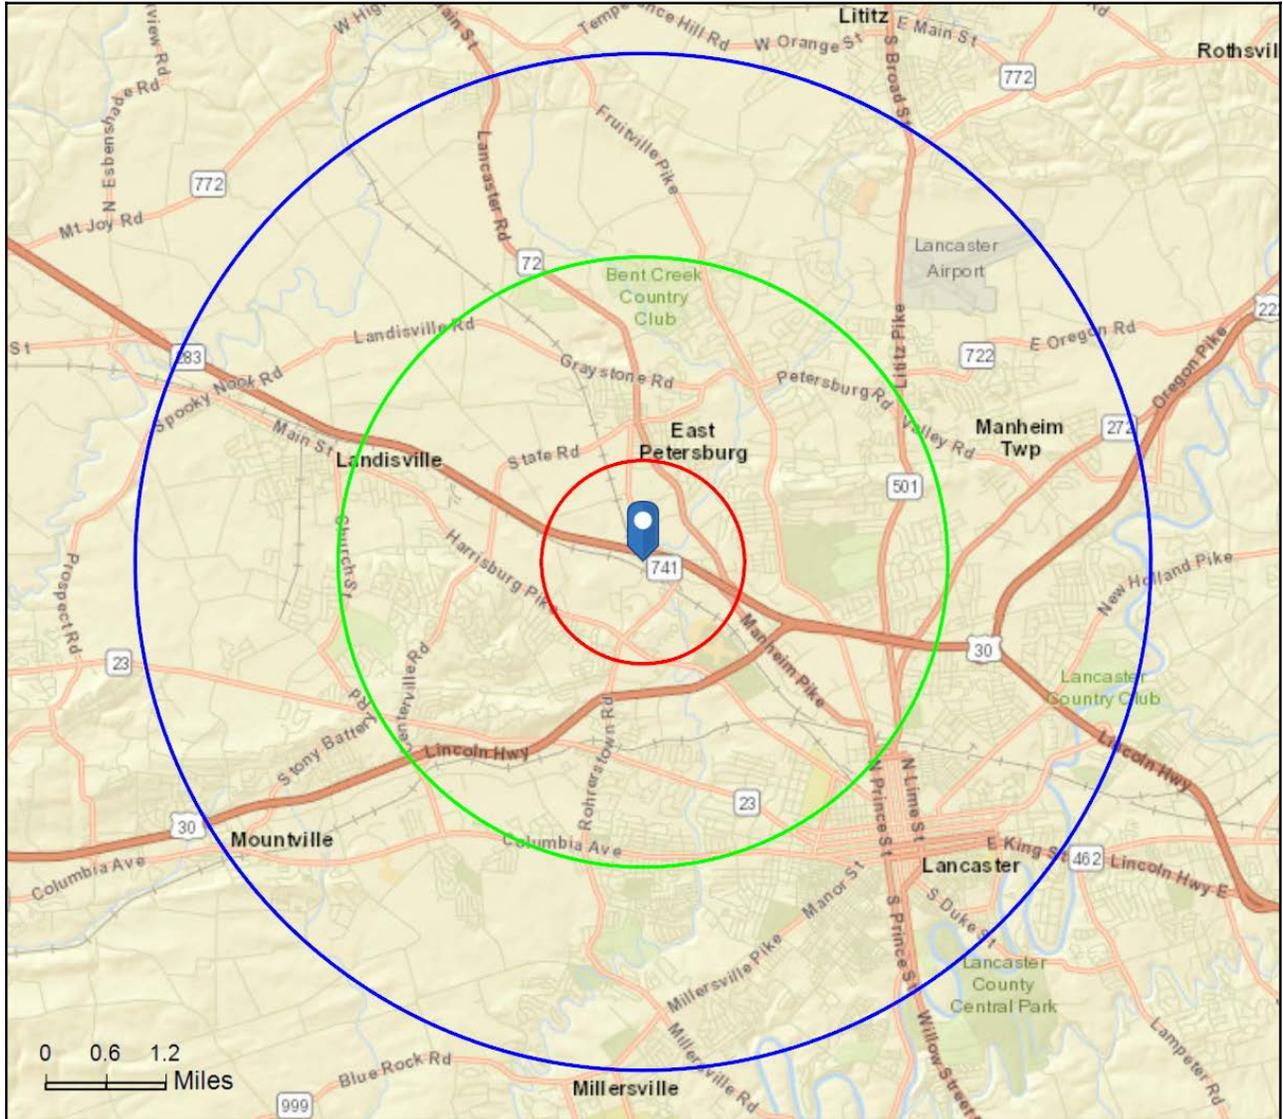 Lititz
Temperance Hill Rd
W Orange St
E Main St
S Broad St
Main St
Rothsvil
772
N Esbenshade Rd
Fruitville Pike
Lancaster Rd
772
Mt Joy Rd
72
Bent Creek
Country
Club
Lancaster
Airport
Lititz Pike
222
St
283
Landisville Rd
E Oregon Rd
Oregon Pike
722
Spooky Nook Rd
Graystone Rd
Petersburg Rd
Valley Rd
Main St
Landisville
State Rd
East
Petersburg
Manheim
Twp
272
501
Church St
Harrisburg Pike
741
Prospect Rd
New Holland Pike
23
Manheim Pike
30
Lancaster
Country Club
Centerville Rd
Stony Battery Rd
Lincoln Hwy
Rohrerstown Rd
Lincoln Hwy
23
N Prince St
N Lime St
30
Mountville
Columbia Ave
Columbia Ave
E King St
462
Lincoln Hwy E
Lancaster
Manor St
S Duke St
S Prince St
Millersville Pike
Lancaster
County
Central Park
Willow Street
Lampeter Rd
0 0.6 1.2
Miles
Blue Rock Rd
Millersville Rd
Millersville
999